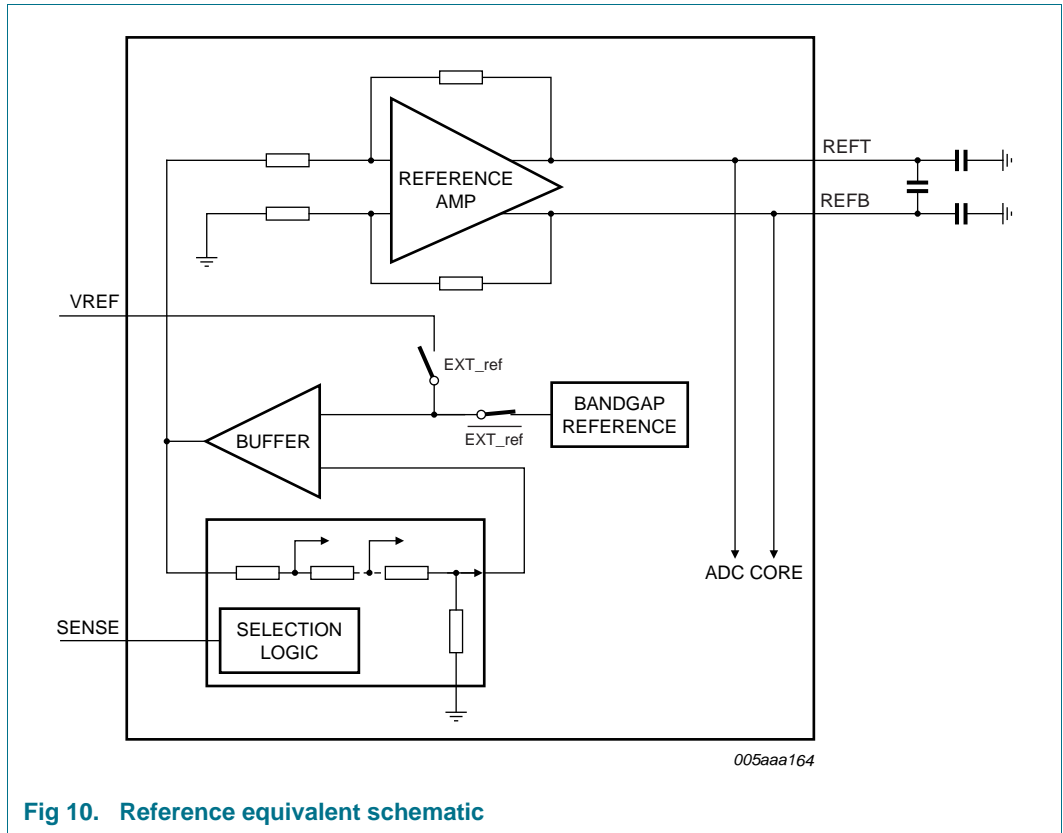 REFERENCE
AMP
REFT
REFB
VREF
EXT_ref
BANDGAP
REFERENCE
EXT_ref
BUFFER
ADC CORE
SENSE
SELECTION
LOGIC
005aaa164
Fig 10. Reference equivalent schematic